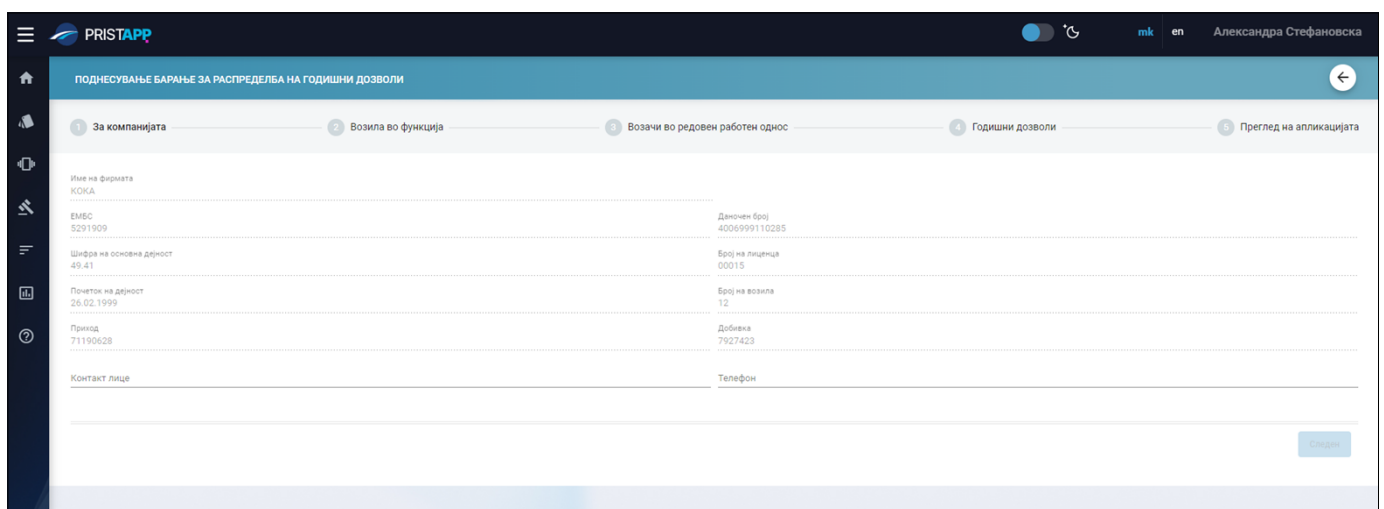 PRISTAPP
mk en Александра Стефановска
ПОДНЕСУВАЊЕ БАРАЊЕ ЗА РАСПРЕДЕЛБА НА ГОДИШНИ ДОЗВОЛИ
1 За компанијата 2 Возила во функција 3 Возачи во редовен работен однос 4 Годишни дозволи 5 Преглед на апликацијата
Име на фирмата
КОКА
ЕМБС Даночен број
5291909 4006999110285
Шифра на основна дејност Број на лиценца
49.41 00015
Почеток на дејност Број на возила
26.02.1999 12
Приход Добивка
71190628 7927423
Контакт лице Телефон
Следен